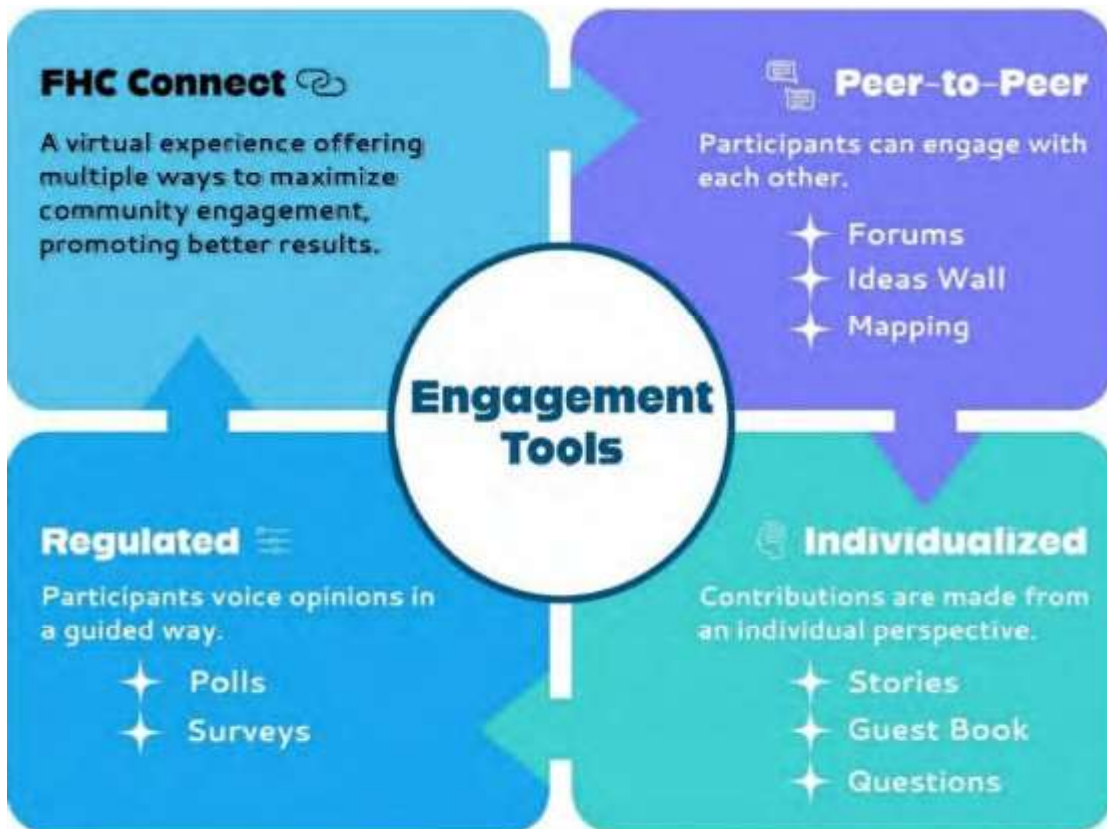 FHC Connect
A virtual experience offering
multiple ways to maximize
community engagement,
promoting better results.
Peer-to-Peer
Participants can engage with
each other.
Forums
Ideas Wall
Mapping
Engagement
Tools
Regulated
Participants voice opinions in
a guided way.
Polls
Surveys
Individualized
Contributions are made from
an individual perspective.
Stories
Guest Book
Questions